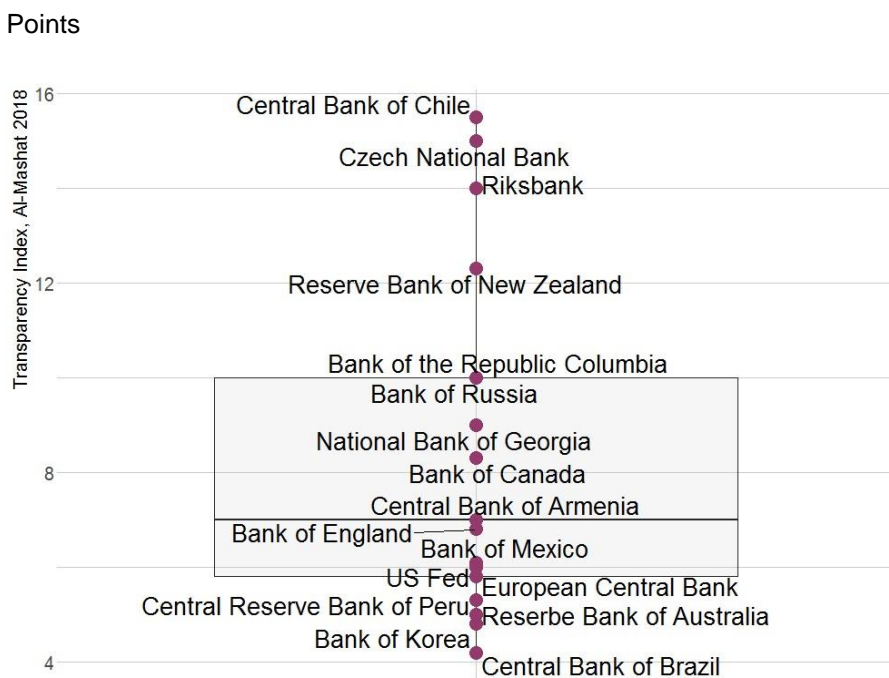 Points
Transparency Index, Al-Mashat 2018
16
Central Bank of Chile
Czech National Bank
Riksbank
12
Reserve Bank of New Zealand
Bank of the Republic Columbia
Bank of Russia
National Bank of Georgia
8
Bank of Canada
Central Bank of Armenia
Bank of England
Bank of Mexico
US Fed
European Central Bank
Central Reserve Bank of Peru
Reserbe Bank of Australia
Bank of Korea
4
Central Bank of Brazil